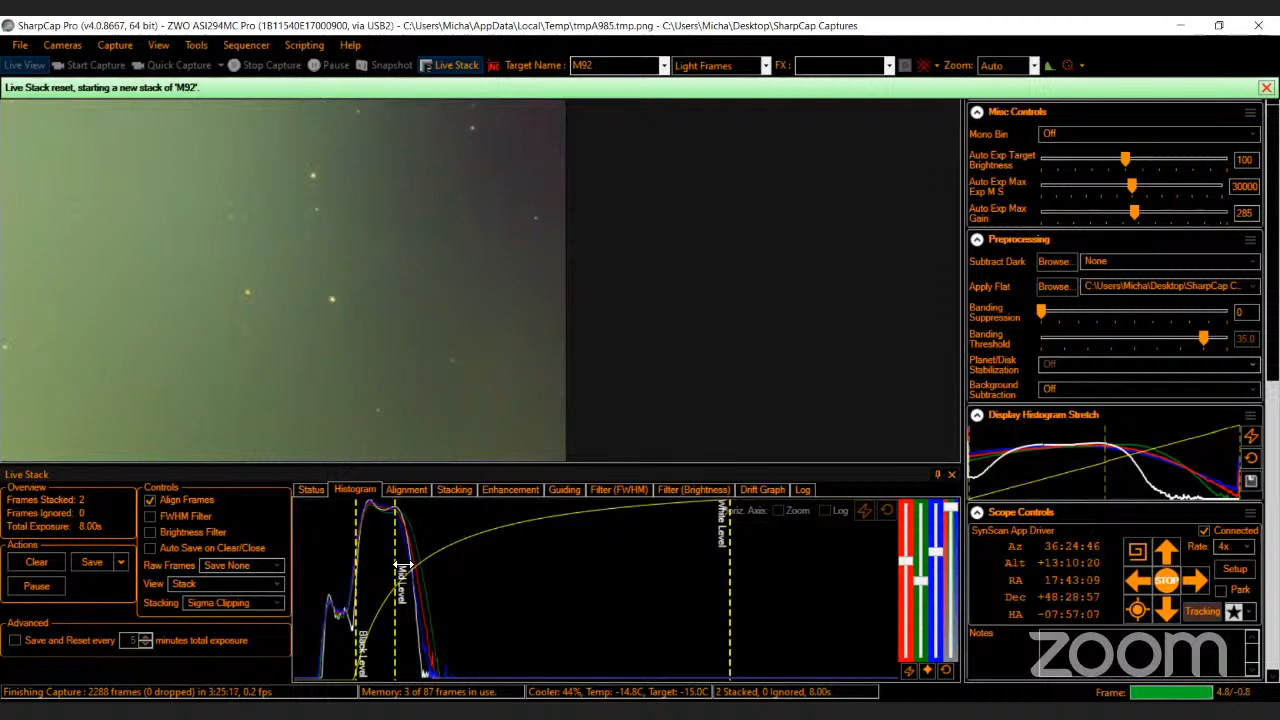 SharpCap Pro (v4.0.8667, 64 bit) - ZWO ASI294MC Pro (1B11540E17000900, via USB2) - C:\Users\Micha\AppData\Local\Temp\tmpA985.tmp.png - C:\Users\Micha\Desktop\SharpCap Captures
File Cameras Capture View Tools Sequencer Scripting Help
Live View Start Capture Quick Capture Stop Capture Pause Snapshot Live Stack Target Name : M92 Light Frames FX : Zoom: Auto
Live Stack reset, starting a new stack of 'M92'.
Misc Controls
Mono Bin Off
Auto Exp Target Brightness 100
Auto Exp Max Exp M S 30000
Auto Exp Max Gain 285
Preprocessing
Subtract Dark Browse... None
Apply Flat Browse... C:\Users\Micha\Desktop\SharpCap C...
Banding Suppression 0
Banding Threshold 35.0
Planet/Disk Stabilization Off
Background Subtraction Off
Display Histogram Stretch
Scope Controls
SynScan App Driver Connected
Az 36:24:46 Rate: 4x
Alt +13:10:20
RA 17:43:09 STOP Setup
Dec +48:28:57 Park
HA -07:57:07 Tracking
Notes
Live Stack
Overview
Frames Stacked: 2
Frames Ignored: 0
Total Exposure: 8.00s
Actions
Clear Save
Pause
Controls
Align Frames
FWHM Filter
Brightness Filter
Auto Save on Clear/Close
Raw Frames Save None
View Stack
Stacking Sigma Clipping
Advanced
Save and Reset every 5 minutes total exposure
Status Histogram Alignment Stacking Enhancement Guiding Filter (FWHM) Filter (Brightness) Drift Graph Log
Horiz. Axis: Zoom Log
Black Level
Mid Level
White Level
Finishing Capture : 2288 frames (0 dropped) in 3:25:17, 0.2 fps Memory: 3 of 87 frames in use. Cooler: 44%, Temp: -14.8C, Target: -15.0C 2 Stacked, 0 Ignored, 8.00s Frame: 4.8/-0.8
zoom